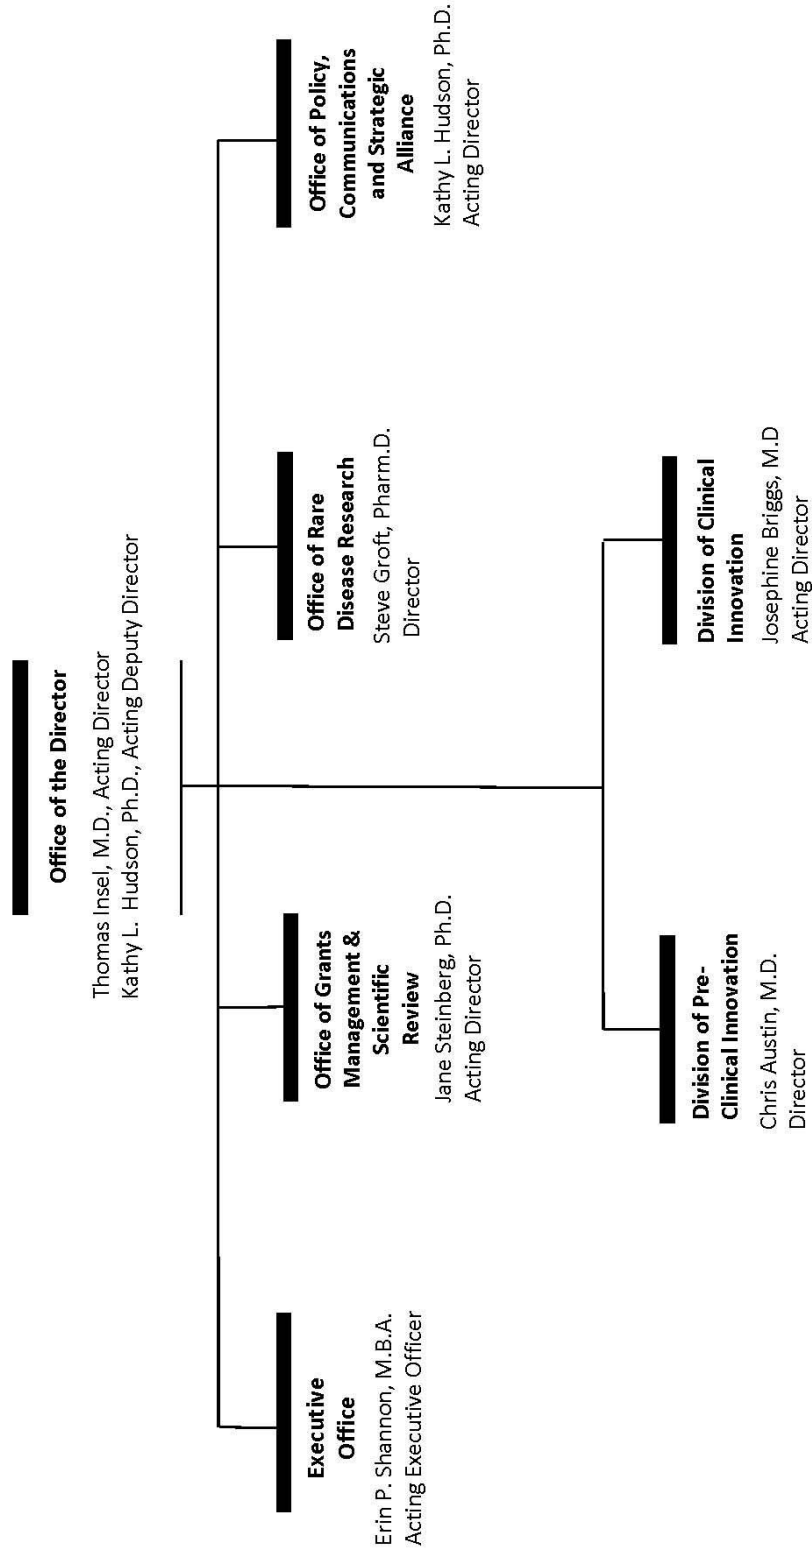 Office of the Director
Thomas Insel, M.D., Acting Director
Kathy L. Hudson, Ph.D., Acting Deputy Director
Executive
Office
Erin P. Shannon, M.B.A.
Acting Executive Officer
Office of Grants
Management &
Scientific
Review
Jane Steinberg, Ph.D.
Acting Director
Office of Rare
Disease Research
Steve Groft, Pharm.D.
Director
Office of Policy,
Communications
and Strategic
Alliance
Kathy L. Hudson, Ph.D.
Acting Director
Division of Pre-
Clinical Innovation
Chris Austin, M.D.
Director
Division of Clinical
Innovation
Josephine Briggs, M.D
Acting Director